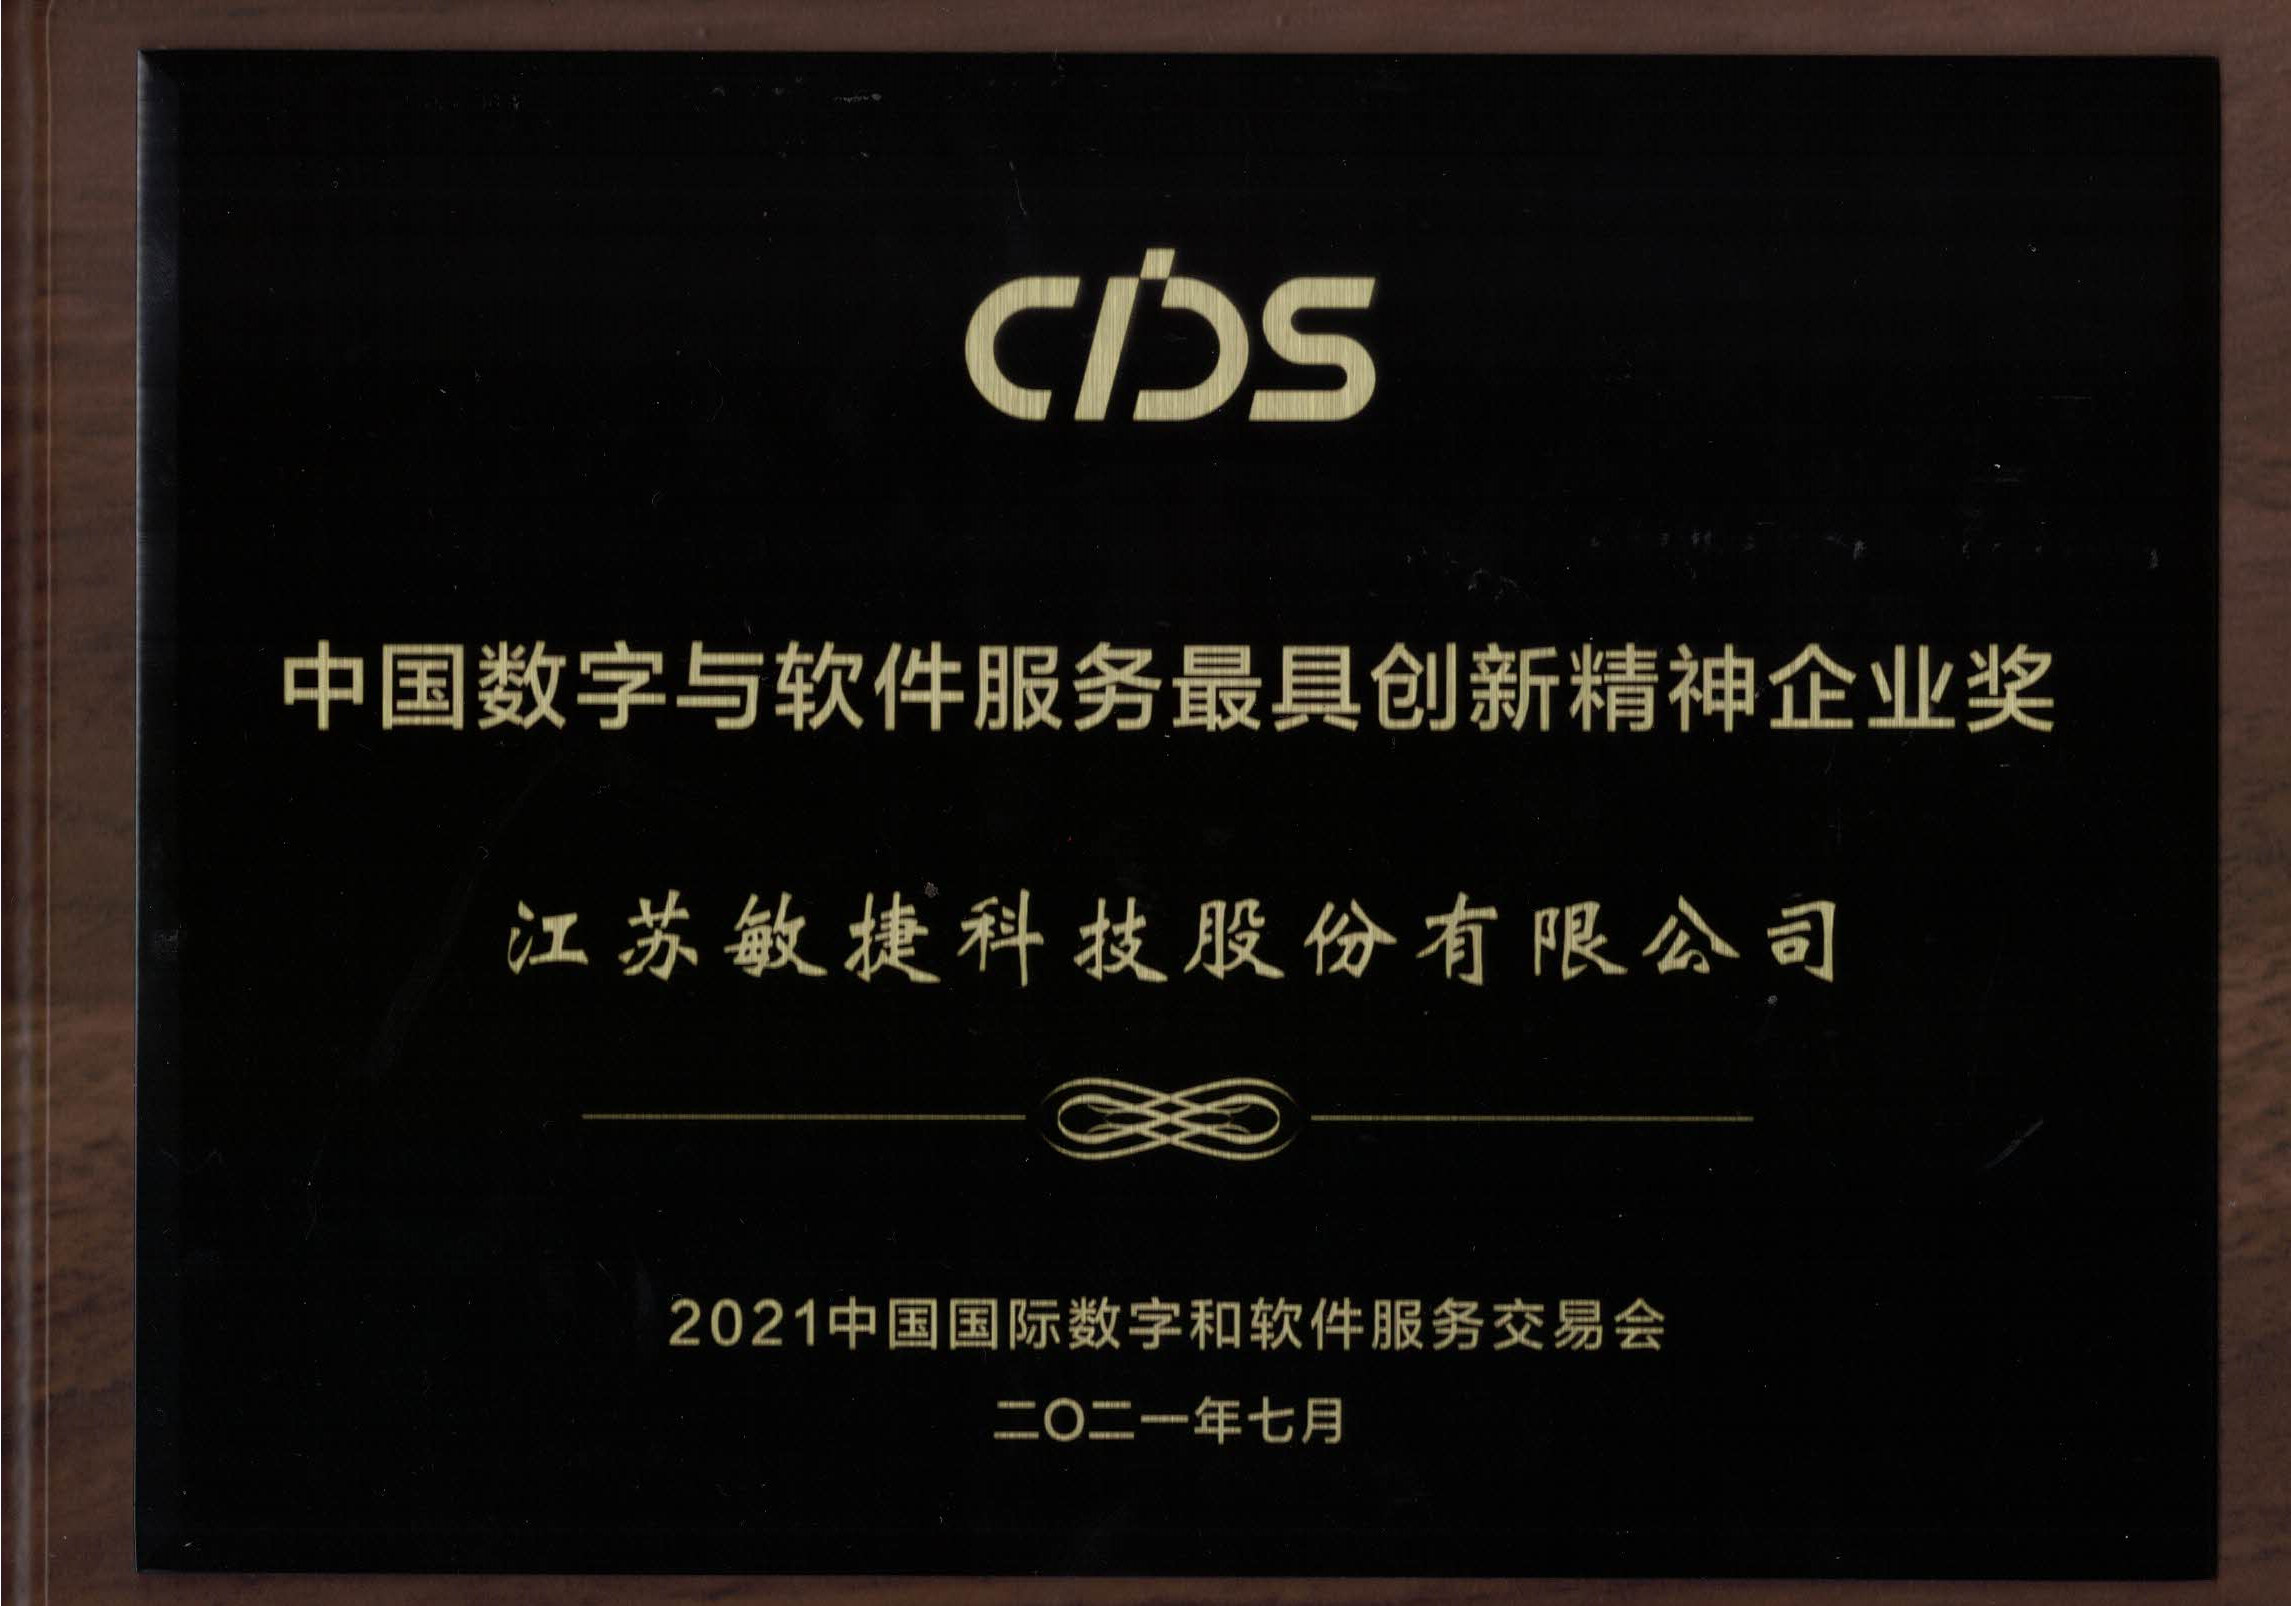 CIDS
中国数字与软件服务最具创新精神企业奖
江苏敏捷科技股份有限公司
2021中国国际数字和软件服务交易会
二〇二一年七月